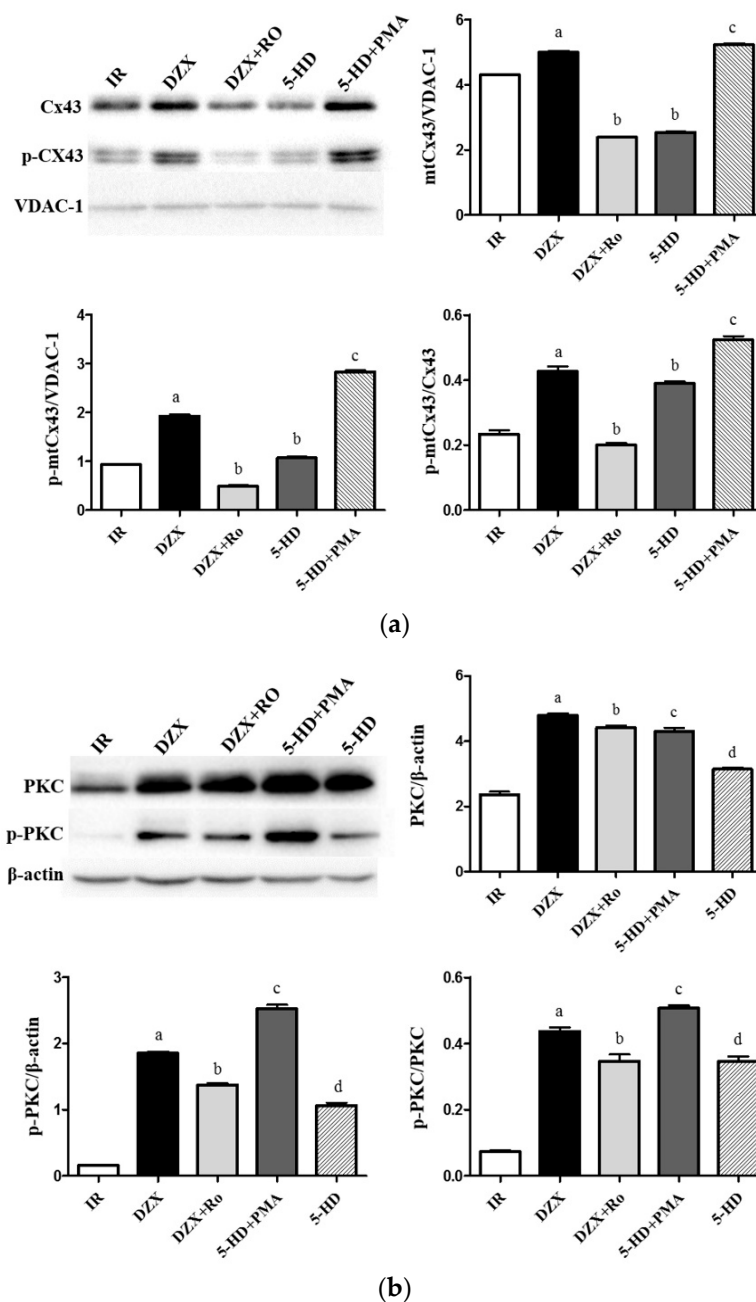 IR DZX DZX+RO 5-HD 5-HD+PMA
Cx43
p-CX43
VDAC-1
mtCx43/VDAC-1
6
4
2
0
a
b
b
c
IR DZX DZX+Ro 5-HD 5-HD+PMA
p-mtCx43/VDAC-1
4
3
2
1
0
a
b
b
c
IR DZX DZX+Ro 5-HD 5-HD+PMA
p-mtCx43/Cx43
0.6
0.4
0.2
0.0
a
b
b
c
IR DZX DZX+Ro 5-HD 5-HD+PMA
(a)
IR DZX DZX+RO 5-HD+PMA 5-HD
PKC
p-PKC
β-actin
PKC/β-actin
6
4
2
0
a
b
c
d
IR DZX DZX+Ro 5-HD+PMA 5-HD
p-PKC/β-actin
3
2
1
0
a
b
c
d
IR DZX DZX+Ro 5-HD+PMA 5-HD
p-PKC/PKC
0.6
0.4
0.2
0.0
a
b
c
d
IR DZX DZX+Ro 5-HD+PMA 5-HD
(b)